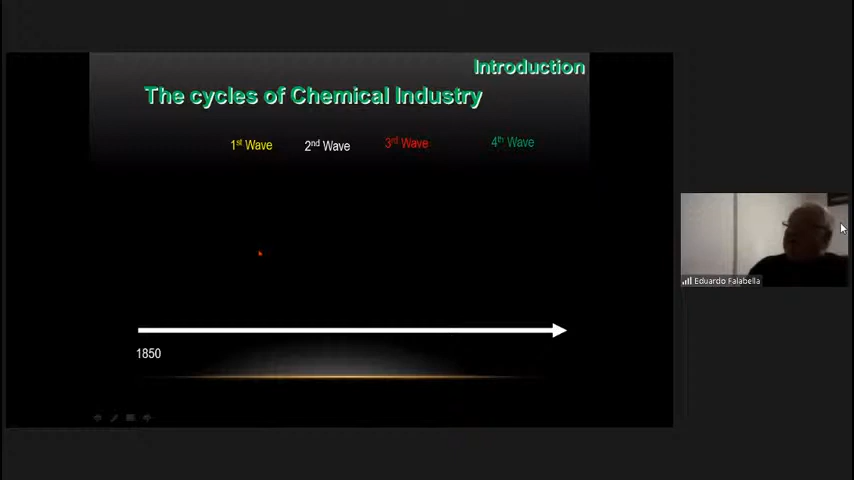 Introduction
The cycles of Chemical Industry
1st Wave
2nd Wave
3rd Wave
4th Wave
1850
Eduardo Falabella